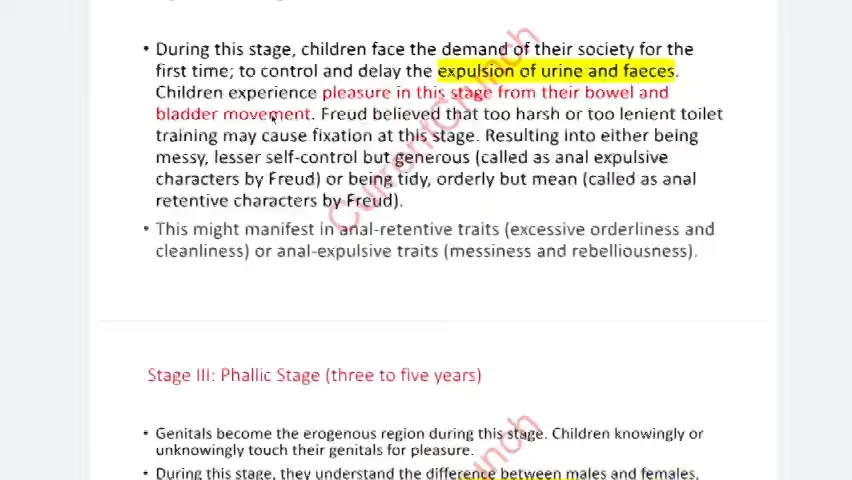 • During this stage, children face the demand of their society for the
first time; to control and delay the expulsion of urine and faeces.
Children experience pleasure in this stage from their bowel and
bladder movement. Freud believed that too harsh or too lenient toilet
training may cause fixation at this stage. Resulting into either being
messy, lesser self-control but generous (called as anal expulsive
characters by Freud) or being tidy, orderly but mean (called as anal
retentive characters by Freud).
• This might manifest in anal-retentive traits (excessive orderliness and
cleanliness) or anal-expulsive traits (messiness and rebelliousness).
CurrentCrunch
Stage III: Phallic Stage (three to five years)
• Genitals become the erogenous region during this stage. Children knowingly or
unknowingly touch their genitals for pleasure.
• During this stage, they understand the difference between males and females.